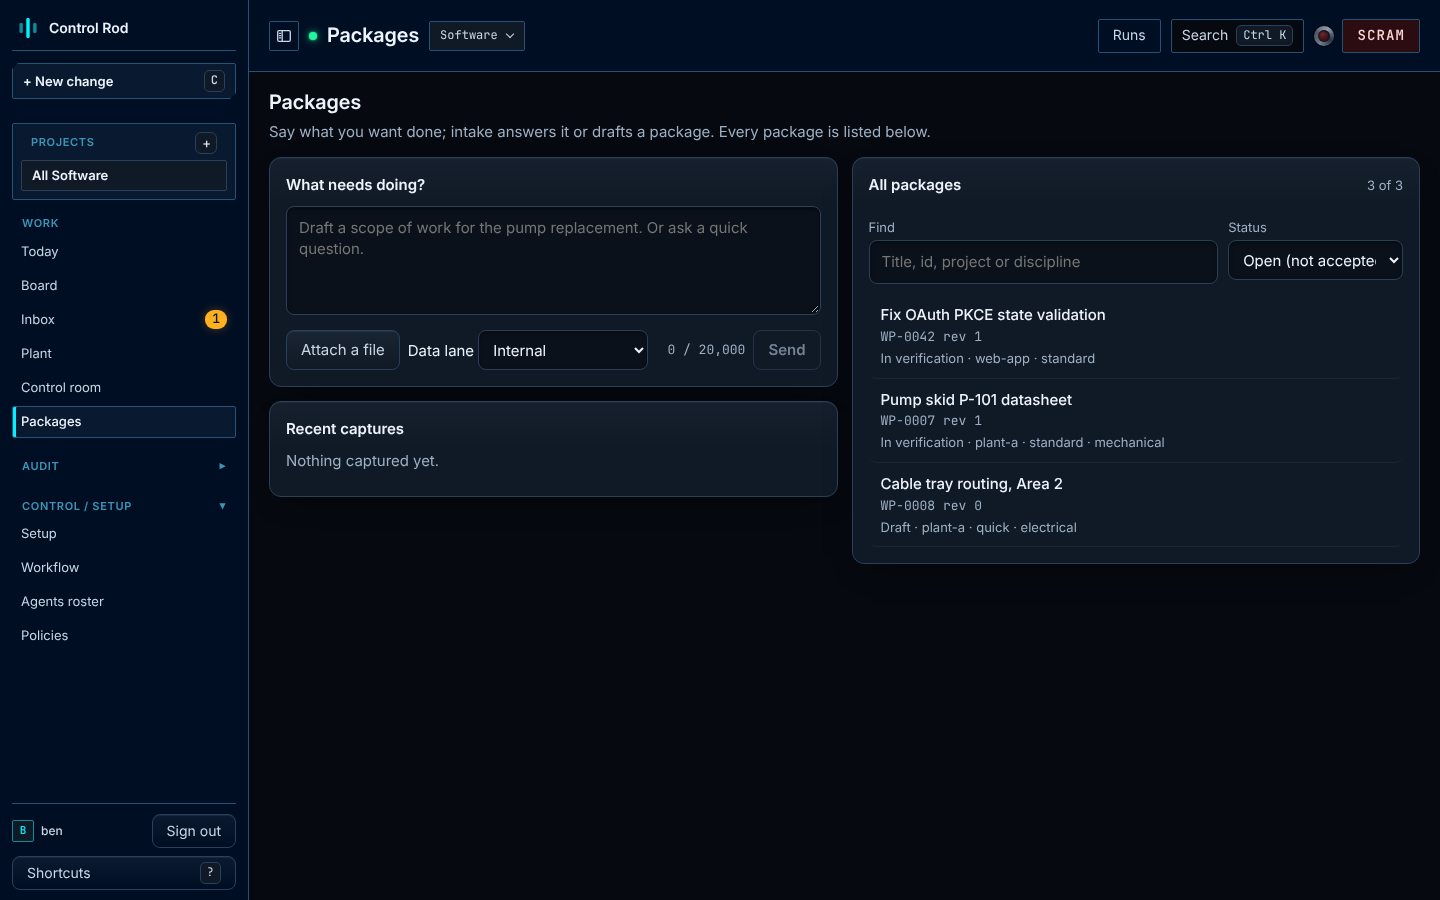 Control Rod
+ New change
C
PROJECTS
+
All Software
WORK
Today
Board
Inbox
1
Plant
Control room
Packages
AUDIT
CONTROL / SETUP
Setup
Workflow
Agents roster
Policies
B
ben
Sign out
Shortcuts
?
Packages
Software
Runs
Search
Ctrl K
SCRAM
Packages
Say what you want done; intake answers it or drafts a package. Every package is listed below.
What needs doing?
Draft a scope of work for the pump replacement. Or ask a quick
question.
Attach a file
Data lane
Internal
0 / 20,000
Send
Recent captures
Nothing captured yet.
All packages
3 of 3
Find
Status
Title, id, project or discipline
Open (not accepte
Fix OAuth PKCE state validation
WP-0042 rev 1
In verification · web-app · standard
Pump skid P-101 datasheet
WP-0007 rev 1
In verification · plant-a · standard · mechanical
Cable tray routing, Area 2
WP-0008 rev 0
Draft · plant-a · quick · electrical